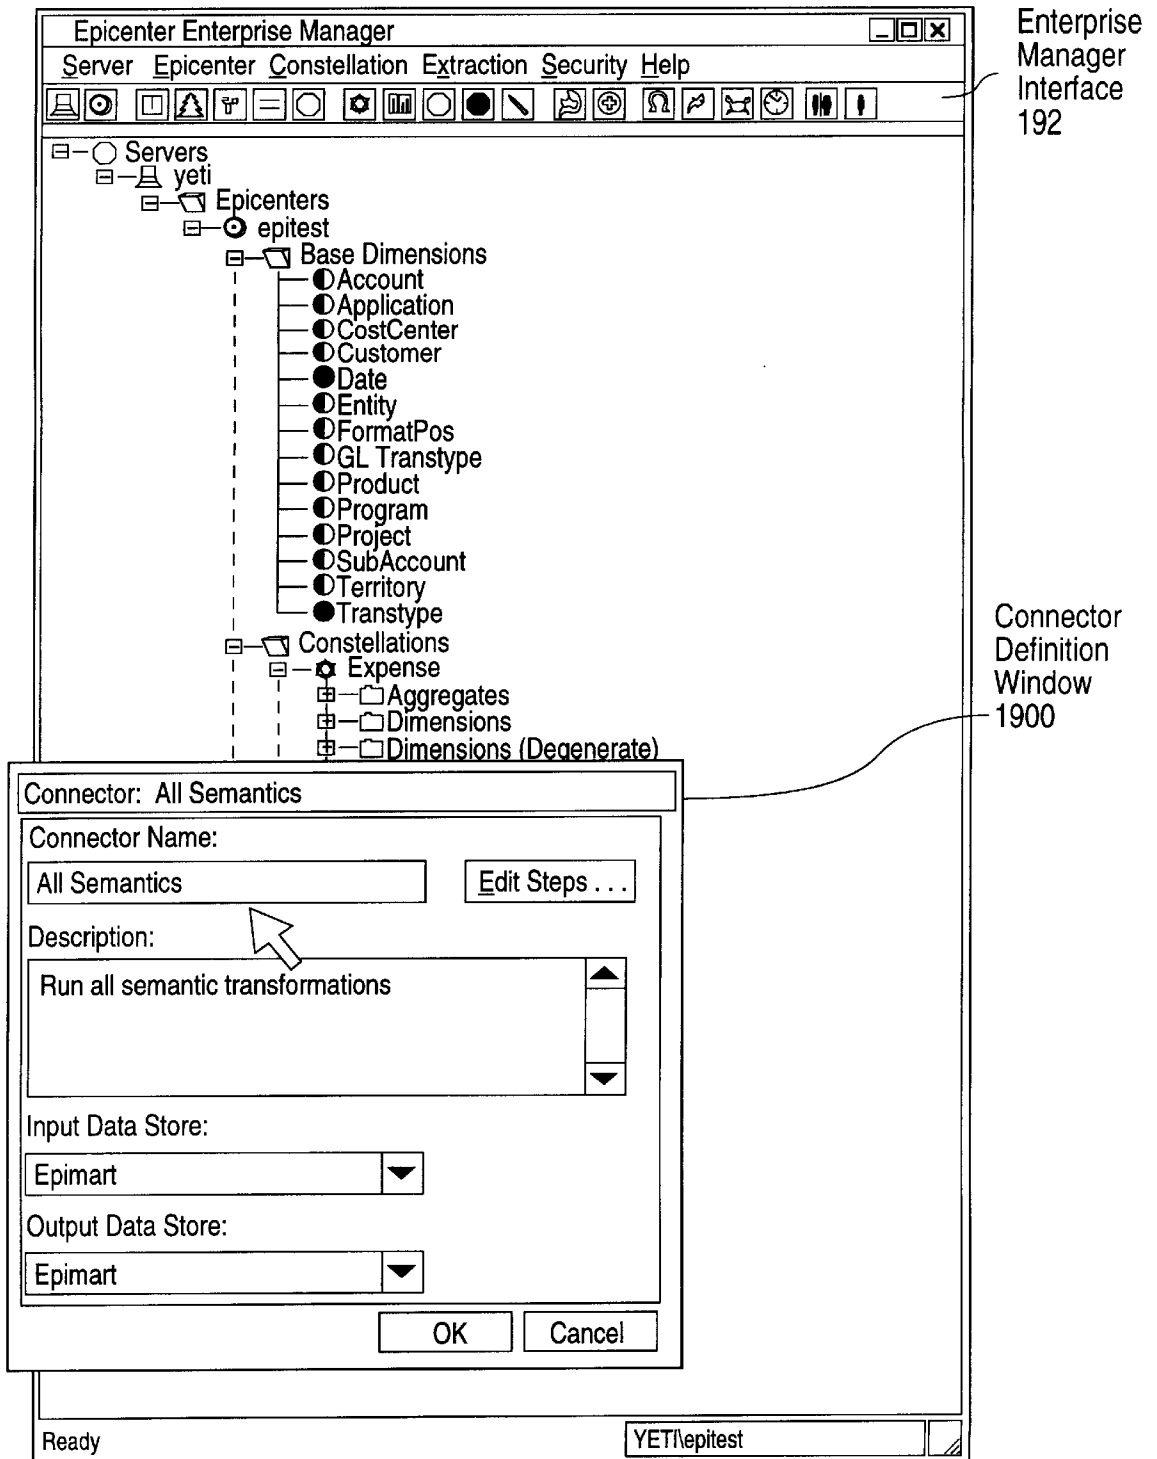 Epicenter Enterprise Manager
Server Epicenter Constellation Extraction Security Help
Enterprise
Manager
Interface
192
Servers
yeti
Epicenters
epitest
Base Dimensions
Account
Application
CostCenter
Customer
Date
Entity
FormatPos
GL Transtype
Product
Program
Project
SubAccount
Territory
Transtype
Constellations
Expense
Aggregates
Dimensions
Dimensions (Degenerate)
Connector
Definition
Window
1900
Connector: All Semantics
Connector Name:
All Semantics
Edit Steps . . .
Description:
Run all semantic transformations
Input Data Store:
Epimart
Output Data Store:
Epimart
OK Cancel
Ready
YETI\epitest